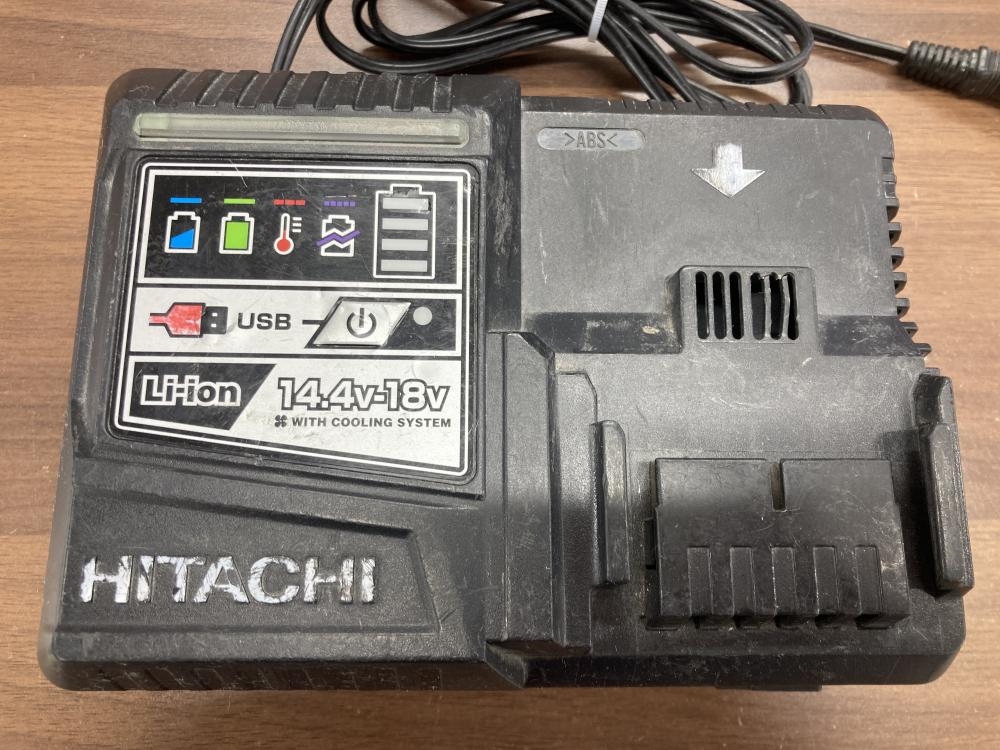 >ABS<
USB
Li-ion 14.4v-18v
WITH COOLING SYSTEM
HITACHI